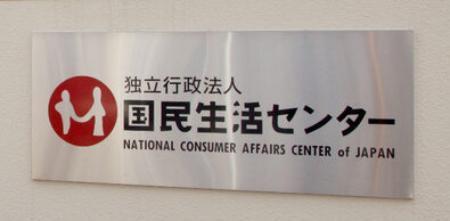 独立行政法人
国民生活センター
NATIONAL CONSUMER AFFAIRS CENTER of JAPAN